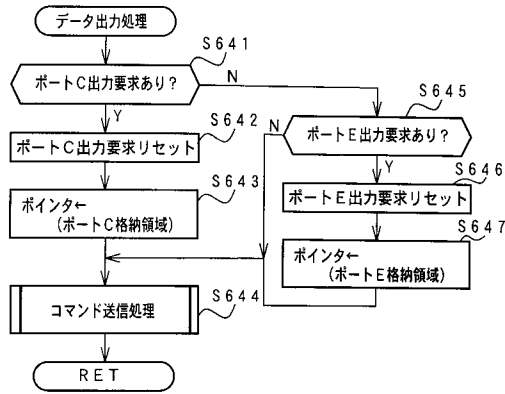 データ出力処理
S641
ポートC出力要求あり?
N
Y
S642
ポートC出力要求リセット
S643
ポインタ←
(ポートC格納領域)
S645
N
ポートE出力要求あり?
Y
S646
ポートE出力要求リセット
S647
ポインタ←
(ポートE格納領域)
コマンド送信処理
S644
RET